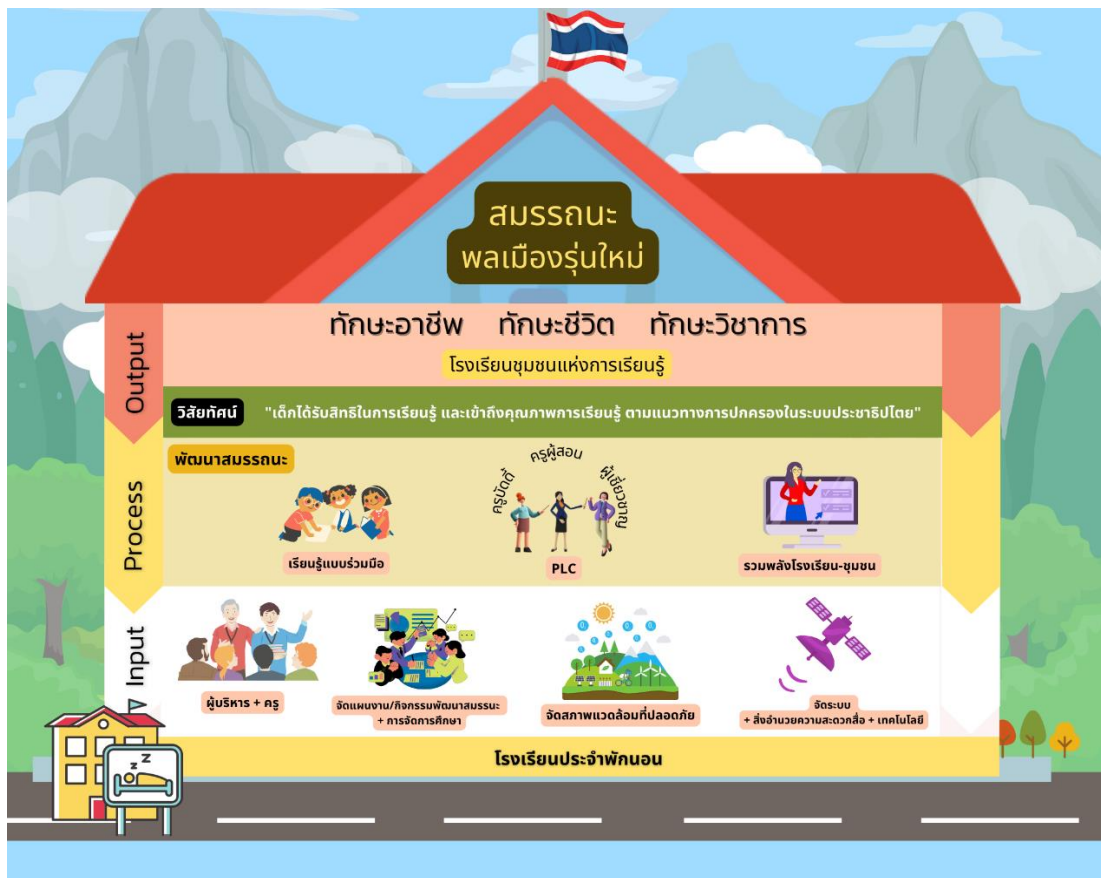 สมรรถนะ
พลเมืองรุ่นใหม่
Output
ทักษะอาชีพ ทักษะชีวิต ทักษะวิชาการ
โรงเรียนชุมชนแห่งการเรียนรู้
วิสัยทัศน์ "เด็กได้รับสิทธิในการเรียนรู้ และเข้าถึงคุณภาพการเรียนรู้ ตามแนวทางการปกครองในระบบประชาธิปไตย"
Process
พัฒนาสมรรถนะ
ครูบัดดี้ ครูผู้สอน ผู้เชี่ยวชาญ
เรียนรู้แบบร่วมมือ
PLC
รวมพลังโรงเรียน-ชุมชน
Input
ผู้บริหาร + ครู
จัดแผนงาน/กิจกรรมพัฒนาสมรรนะ
+ การจัดการศึกษา
จัดสภาพแวดล้อมที่ปลอดภัย
จัดระบบ
+ สิ่งอำนวยความสะดวกสื่อ + เทคโนโลยี
โรงเรียนประจำพักนอน
z z